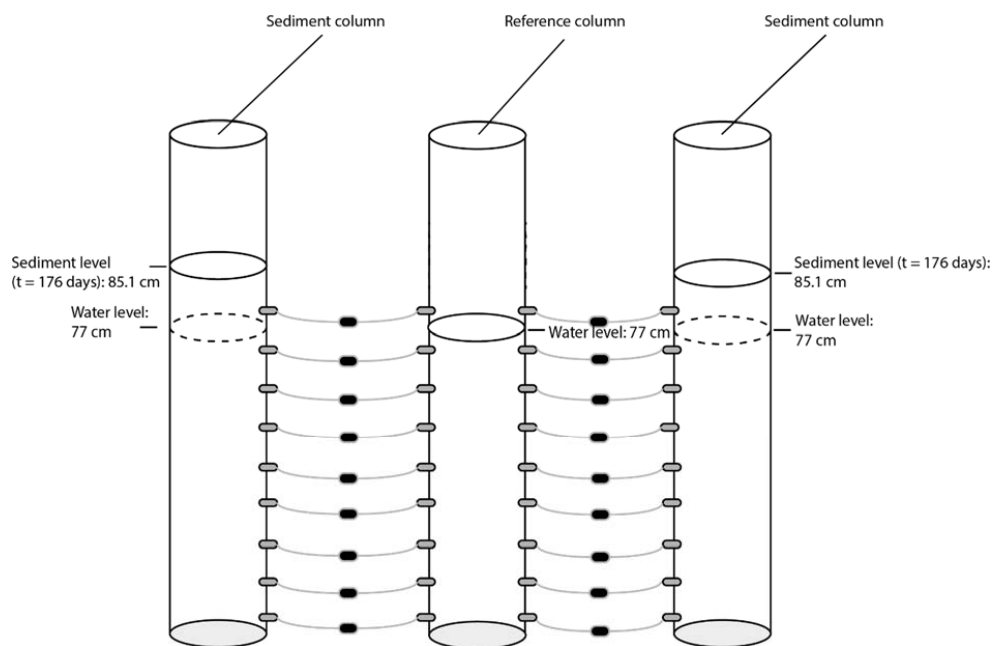 Sediment column
Reference column
Sediment column
Sediment level
(t = 176 days): 85.1 cm
Water level:
77 cm
Water level: 77 cm
Sediment level (t = 176 days):
85.1 cm
Water level:
77 cm